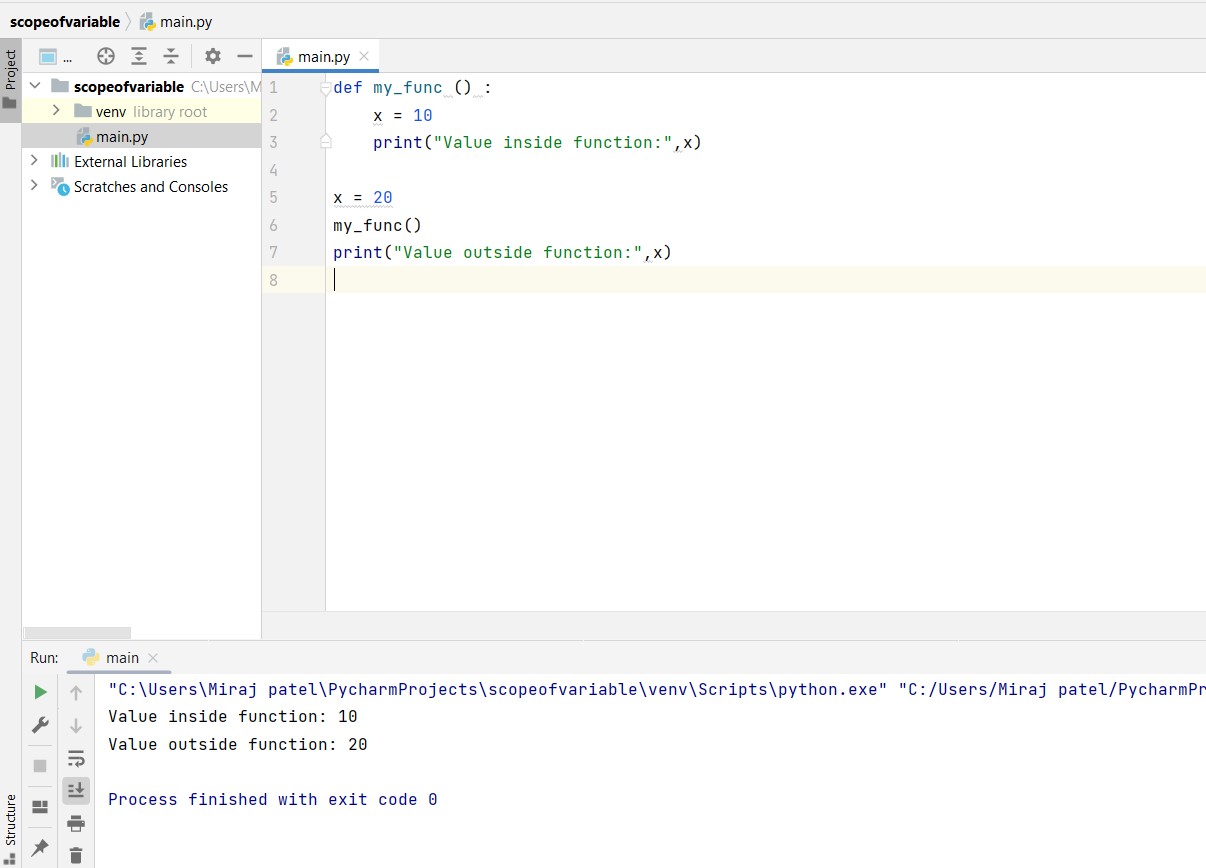 scopeofvariable main.py
Project
...
main.py
scopeofvariable C:\Users\M
venv library root
main.py
External Libraries
Scratches and Consoles
1 def my_func () :
2     x = 10
3     print("Value inside function:",x)
4
5 x = 20
6 my_func()
7 print("Value outside function:",x)
8
Run: main
"C:\Users\Miraj patel\PycharmProjects\scopeofvariable\venv\Scripts\python.exe" "C:/Users/Miraj patel/PycharmPr
Value inside function: 10
Value outside function: 20
Process finished with exit code 0
Structure